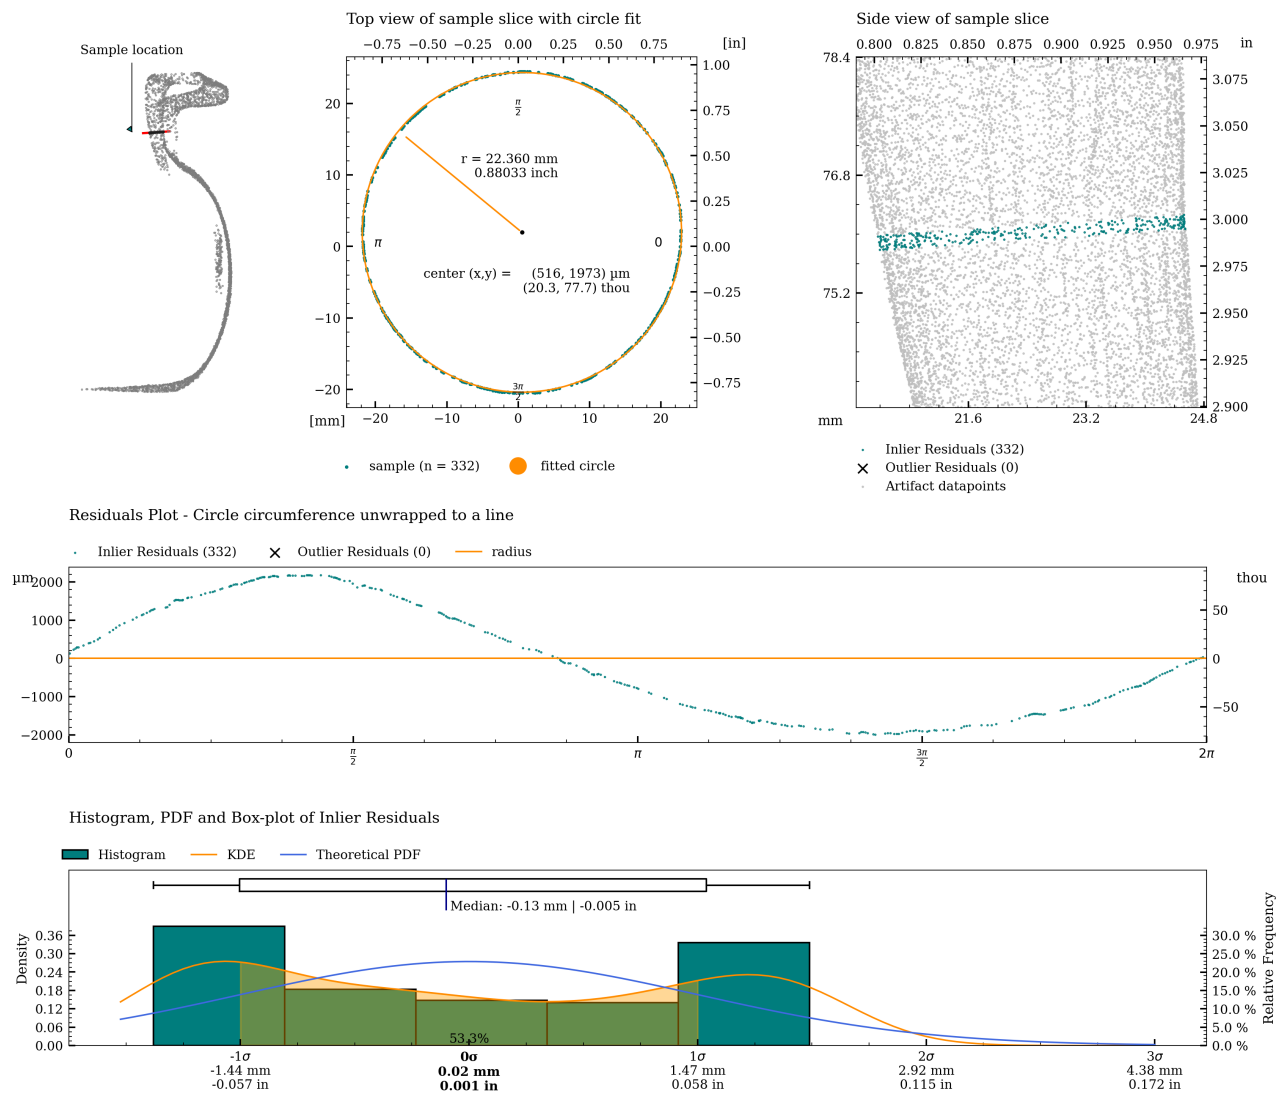 Sample location
Top view of sample slice with circle fit
−0.75 −0.50 −0.25 0.00 0.25 0.50 0.75 [in]
20
10
0
−10
−20
[mm]
−20 −10 0 10 20
1.00
0.75
0.50
0.25
0.00
−0.25
−0.50
−0.75
π/2
r = 22.360 mm
0.88033 inch
π
0
center (x,y) = (516, 1973) µm
(20.3, 77.7) thou
3π/2
sample (n = 332) fitted circle
Side view of sample slice
0.800 0.825 0.850 0.875 0.900 0.925 0.950 0.975 in
78.4
76.8
75.2
mm
21.6 23.2 24.8
3.075
3.050
3.025
3.000
2.975
2.950
2.925
2.900
Inlier Residuals (332)
Outlier Residuals (0)
Artifact datapoints
Residuals Plot - Circle circumference unwrapped to a line
Inlier Residuals (332) Outlier Residuals (0) radius
µm
2000
1000
0
−1000
−2000
thou
50
0
−50
0 π/2 π 3π/2 2π
Histogram, PDF and Box-plot of Inlier Residuals
Histogram KDE Theoretical PDF
Median: -0.13 mm | -0.005 in
Density
0.36
0.30
0.24
0.18
0.12
0.06
0.00
53.3%
30.0 %
25.0 %
20.0 %
15.0 %
10.0 %
5.0 %
0.0 %
Relative Frequency
-1σ 0σ 1σ 2σ 3σ
-1.44 mm 0.02 mm 1.47 mm 2.92 mm 4.38 mm
-0.057 in 0.001 in 0.058 in 0.115 in 0.172 in